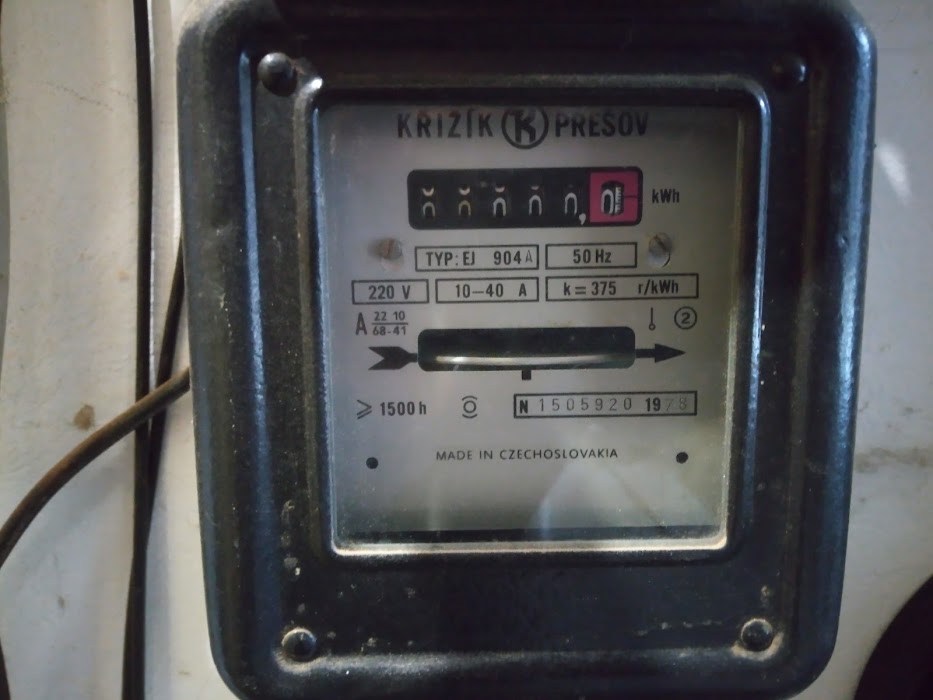 KŘIŽÍK K PREŠOV
kWh
TYP: EJ 904A 50 Hz
220 V 10–40 A k = 375 r/kWh
A 22 10 2
68-41
⩾ 1500 h N 1505920 1978
MADE IN CZECHOSLOVAKIA